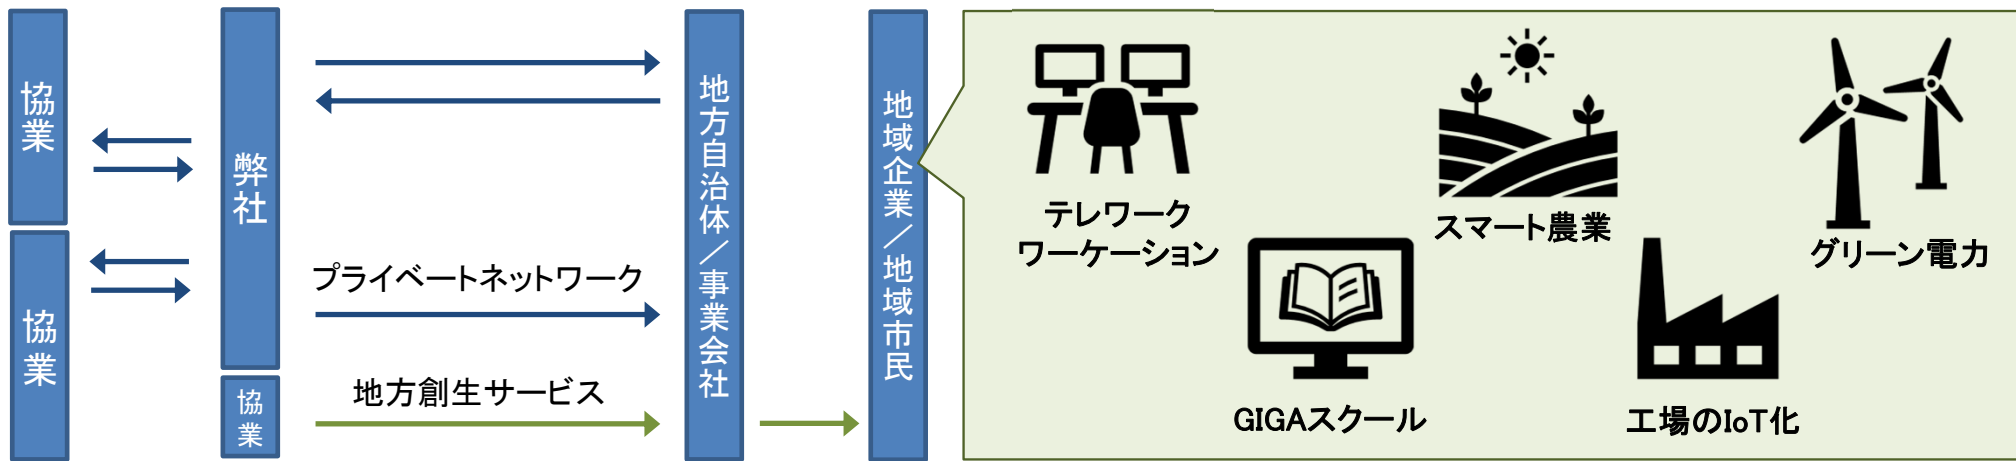 協業
協業
弊社
協業
プライベートネットワーク
地方創生サービス
地方自治体／事業会社
地域企業／地域市民
テレワーク
ワーケーション
スマート農業
グリーン電力
GIGAスクール
工場のIoT化